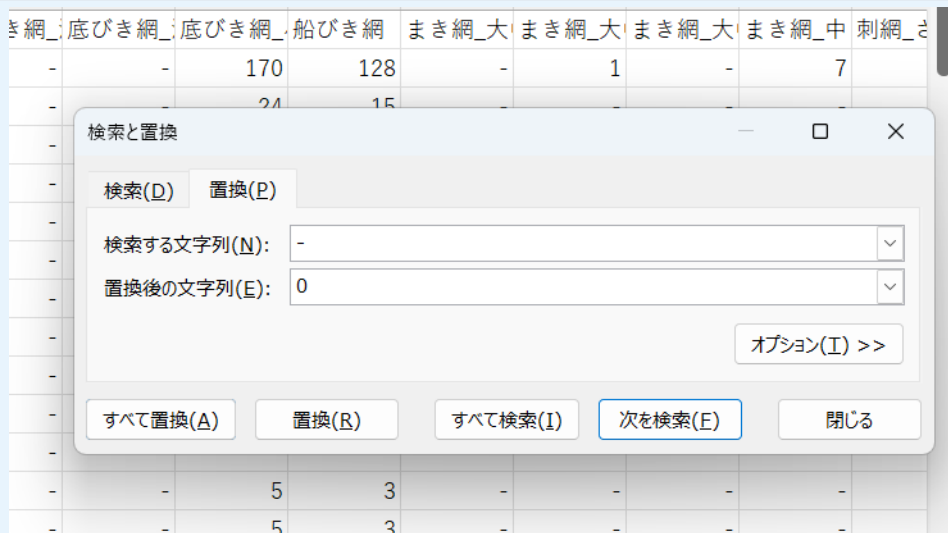 き網_ 底びき網_ 底びき網_ 船びき網 まき網_大 まき網_大 まき網_大 まき網_中 刺網_さ
- - 170 128 - 1 - 7
- - 24 15 - - - -
検索と置換
-
検索(D) 置換(P)
-
-
検索する文字列(N): -
-
置換後の文字列(E): 0
-
オプション(T) >>
-
-
すべて置換(A) 置換(R) すべて検索(I) 次を検索(F) 閉じる
-
- - 5 3 - - - -
- - 5 3 - - - -